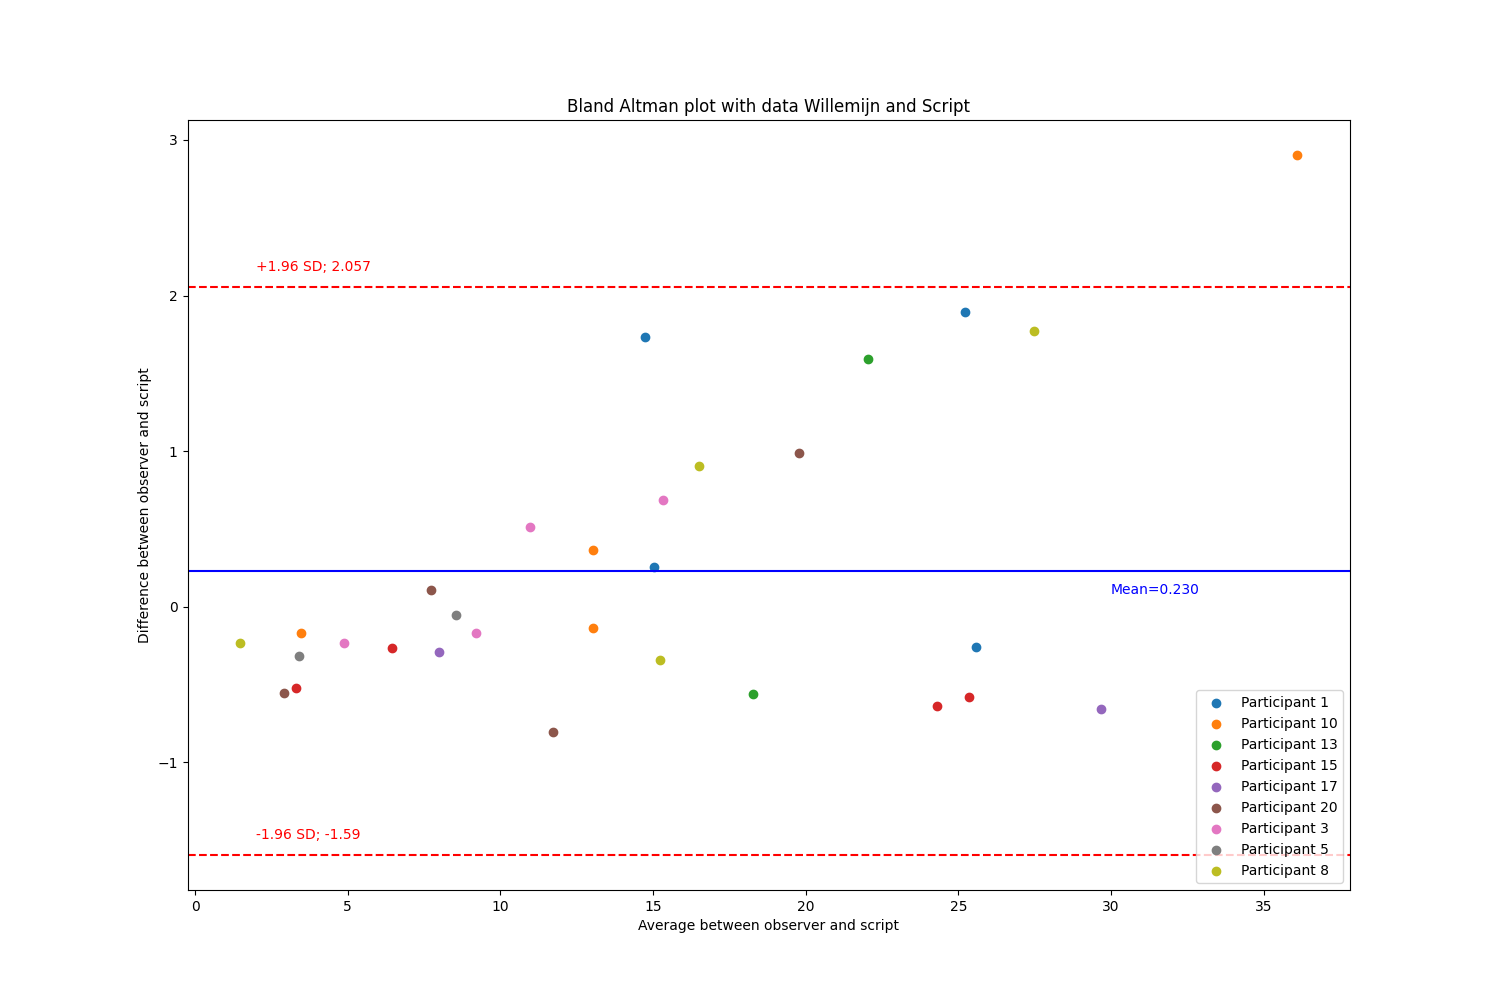 Bland Altman plot with data Willemijn and Script
3
+1.96 SD; 2.057
2
1
Difference between observer and script
Mean=0.230
0
−1
-1.96 SD; -1.59
Participant 1
Participant 10
Participant 13
Participant 15
Participant 17
Participant 20
Participant 3
Participant 5
Participant 8
0 5 10 15 20 25 30 35
Average between observer and script